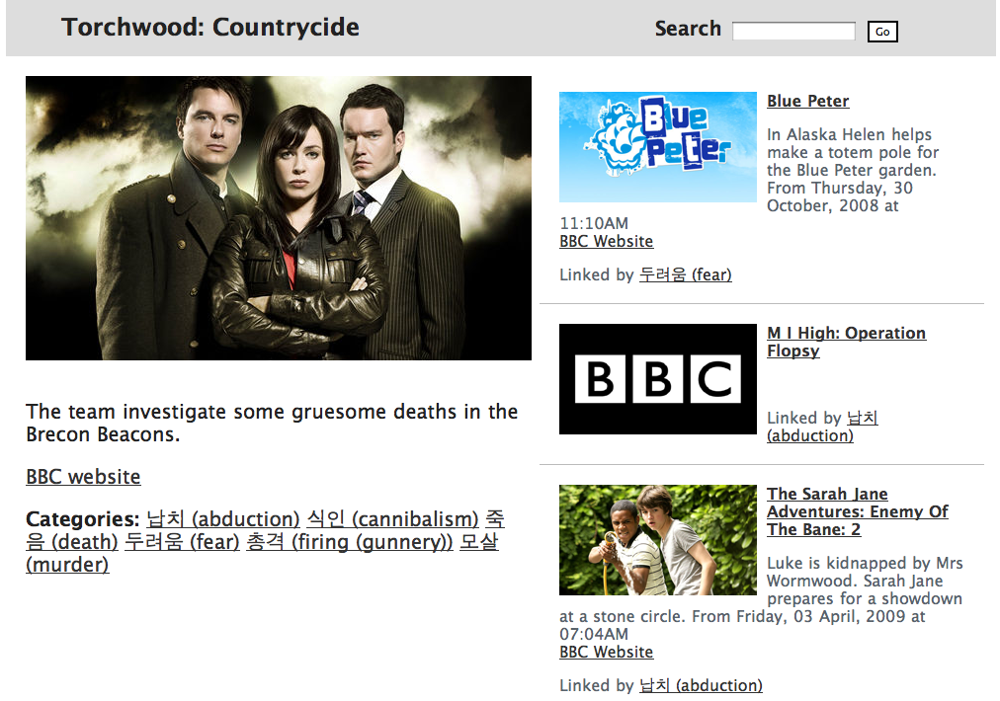 Torchwood: Countrycide
Search
Go
The team investigate some gruesome deaths in the
Brecon Beacons.
BBC website
Categories: 납치 (abduction) 식인 (cannibalism) 죽
음 (death) 두려움 (fear) 총격 (firing (gunnery)) 모살
(murder)
Blue Peter
Blue Peter
In Alaska Helen helps
make a totem pole for
the Blue Peter garden.
From Thursday, 30
October, 2008 at
11:10AM
BBC Website
Linked by 두려움 (fear)
BBC
M I High: Operation
Flopsy
Linked by 납치
(abduction)
The Sarah Jane
Adventures: Enemy Of
The Bane: 2
Luke is kidnapped by Mrs
Wormwood. Sarah Jane
prepares for a showdown
at a stone circle. From Friday, 03 April, 2009 at
07:04AM
BBC Website
Linked by 납치 (abduction)